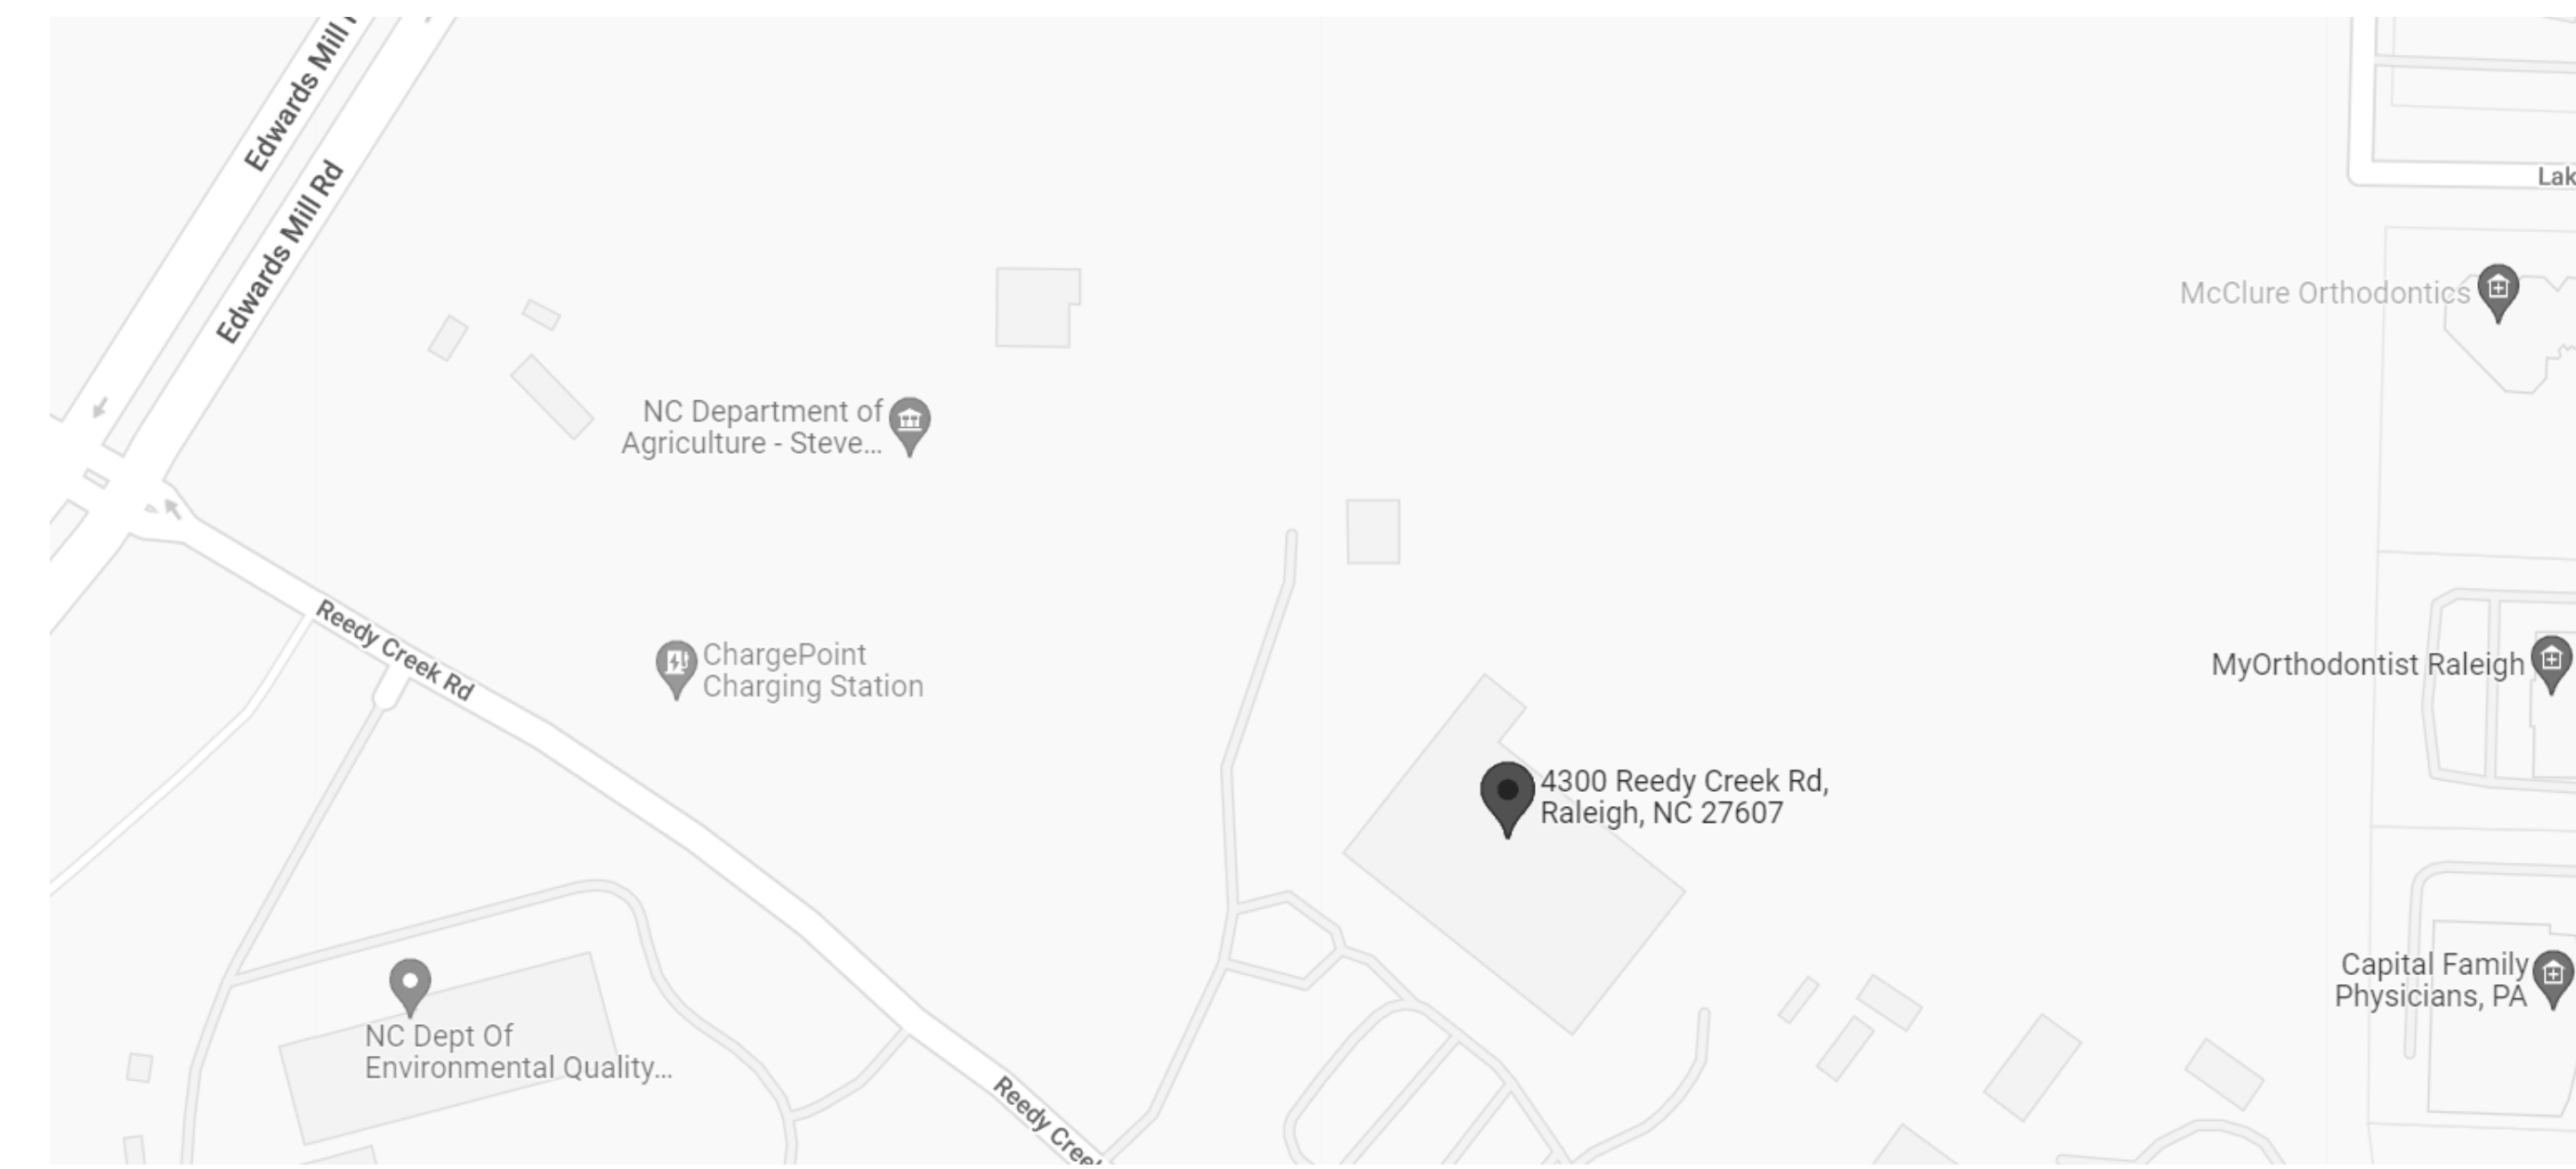 Edwards Mill
Edwards Mill Rd
Lak
McClure Orthodontics
NC Department of
Agriculture - Steve...
Reedy Creek Rd
ChargePoint
Charging Station
MyOrthodontist Raleigh
4300 Reedy Creek Rd,
Raleigh, NC 27607
Capital Family
Physicians, PA
NC Dept Of
Environmental Quality...
Reedy Creek